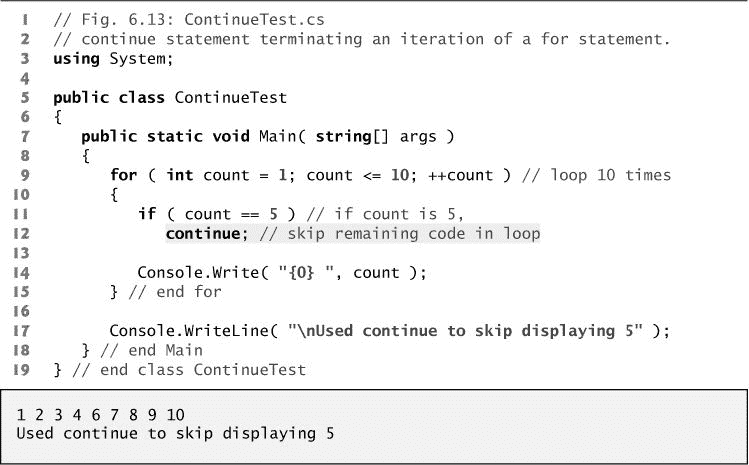 1 // Fig. 6.13: ContinueTest.cs
2 // continue statement terminating an iteration of a for statement.
3 using System;
4
5 public class ContinueTest
6 {
7    public static void Main( string[] args )
8    {
9       for ( int count = 1; count <= 10; ++count ) // loop 10 times
10       {
11          if ( count == 5 ) // if count is 5,
12             continue; // skip remaining code in loop
13
14          Console.Write( "{0} ", count );
15       } // end for
16
17       Console.WriteLine( "\nUsed continue to skip displaying 5" );
18    } // end Main
19 } // end class ContinueTest
1 2 3 4 6 7 8 9 10
Used continue to skip displaying 5